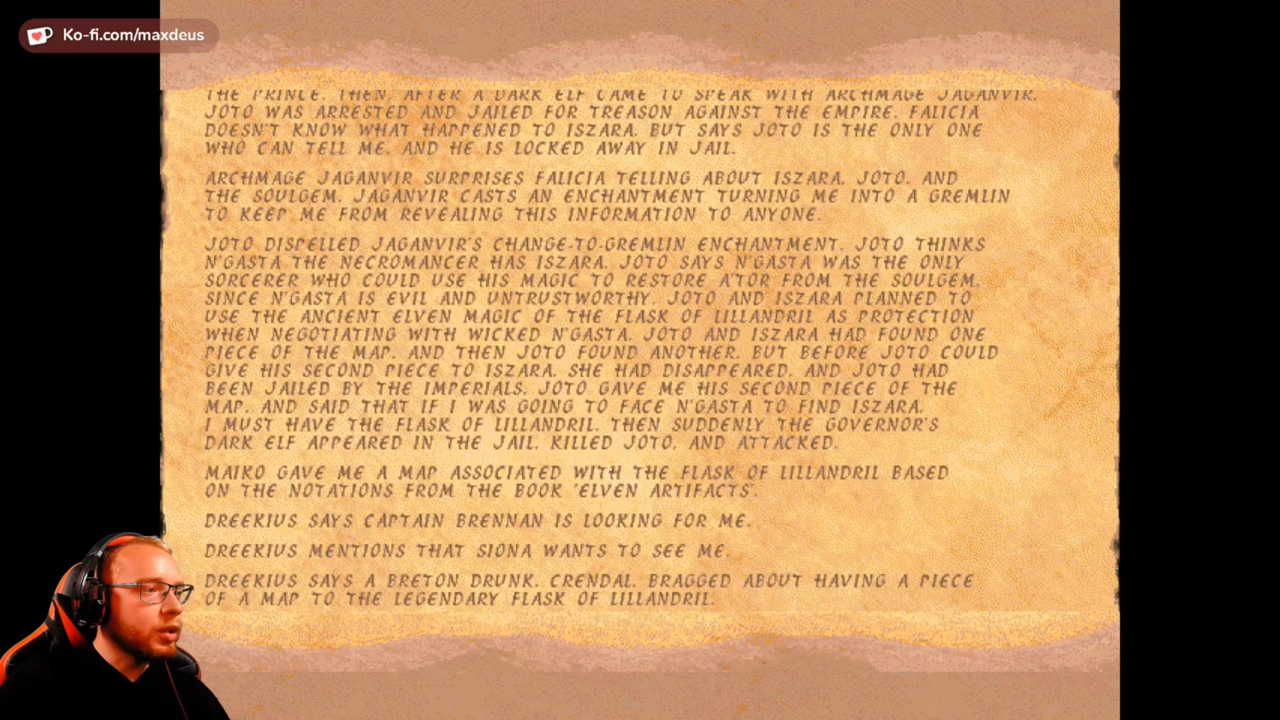 Ko-fi.com/maxdeus
THE PRINCE. THEN, AFTER A DARK ELF CAME TO SPEAK WITH ARCHMAGE JAGANVIR,
JOTO WAS ARRESTED AND JAILED FOR TREASON AGAINST THE EMPIRE. FALICIA
DOESN'T KNOW WHAT HAPPENED TO ISZARA, BUT SAYS JOTO IS THE ONLY ONE
WHO CAN TELL ME, AND HE IS LOCKED AWAY IN JAIL.
ARCHMAGE JAGANVIR SURPRISES FALICIA TELLING ABOUT ISZARA, JOTO, AND
THE SOULGEM. JAGANVIR CASTS AN ENCHANTMENT TURNING ME INTO A GREMLIN
TO KEEP ME FROM REVEALING THIS INFORMATION TO ANYONE.
JOTO DISPELLED JAGANVIR'S CHANGE-TO-GREMLIN ENCHANTMENT. JOTO THINKS
N'GASTA THE NECROMANCER HAS ISZARA. JOTO SAYS N'GASTA WAS THE ONLY
SORCERER WHO COULD USE HIS MAGIC TO RESTORE A'TOR FROM THE SOULGEM.
SINCE N'GASTA IS EVIL AND UNTRUSTWORTHY, JOTO AND ISZARA PLANNED TO
USE THE ANCIENT ELVEN MAGIC OF THE FLASK OF LILLANDRIL AS PROTECTION
WHEN NEGOTIATING WITH WICKED N'GASTA. JOTO AND ISZARA HAD FOUND ONE
PIECE OF THE MAP, AND THEN JOTO FOUND ANOTHER. BUT BEFORE JOTO COULD
GIVE HIS SECOND PIECE TO ISZARA, SHE HAD DISAPPEARED, AND JOTO HAD
BEEN JAILED BY THE IMPERIALS. JOTO GAVE ME HIS SECOND PIECE OF THE
MAP, AND SAID THAT IF I WAS GOING TO FACE N'GASTA TO FIND ISZARA,
I MUST HAVE THE FLASK OF LILLANDRIL. THEN SUDDENLY THE GOVERNOR'S
DARK ELF APPEARED IN THE JAIL, KILLED JOTO, AND ATTACKED.
MAIKO GAVE ME A MAP ASSOCIATED WITH THE FLASK OF LILLANDRIL BASED
ON THE NOTATIONS FROM THE BOOK 'ELVEN ARTIFACTS'.
DREEKIUS SAYS CAPTAIN BRENNAN IS LOOKING FOR ME.
DREEKIUS MENTIONS THAT SIONA WANTS TO SEE ME.
DREEKIUS SAYS A BRETON DRUNK, CRENDAL, BRAGGED ABOUT HAVING A PIECE
OF A MAP TO THE LEGENDARY FLASK OF LILLANDRIL.